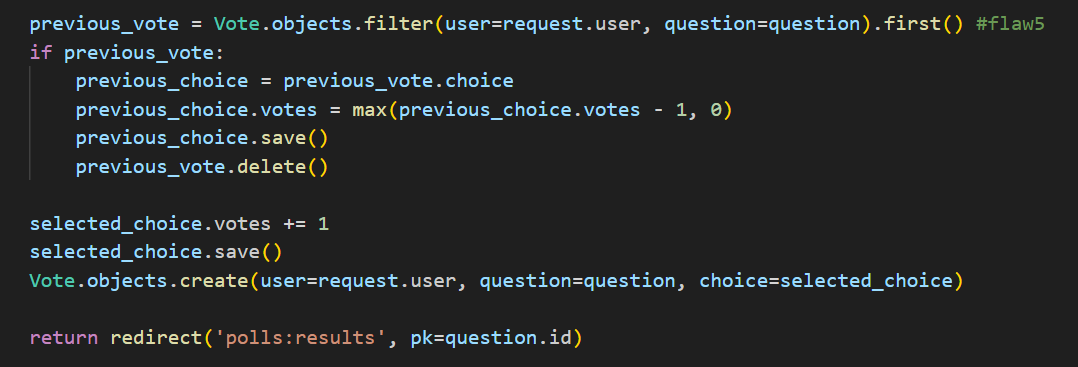 previous_vote = Vote.objects.filter(user=request.user, question=question).first() #flaw5
if previous_vote:
    previous_choice = previous_vote.choice
    previous_choice.votes = max(previous_choice.votes - 1, 0)
    previous_choice.save()
    previous_vote.delete()

selected_choice.votes += 1
selected_choice.save()
Vote.objects.create(user=request.user, question=question, choice=selected_choice)

return redirect('polls:results', pk=question.id)